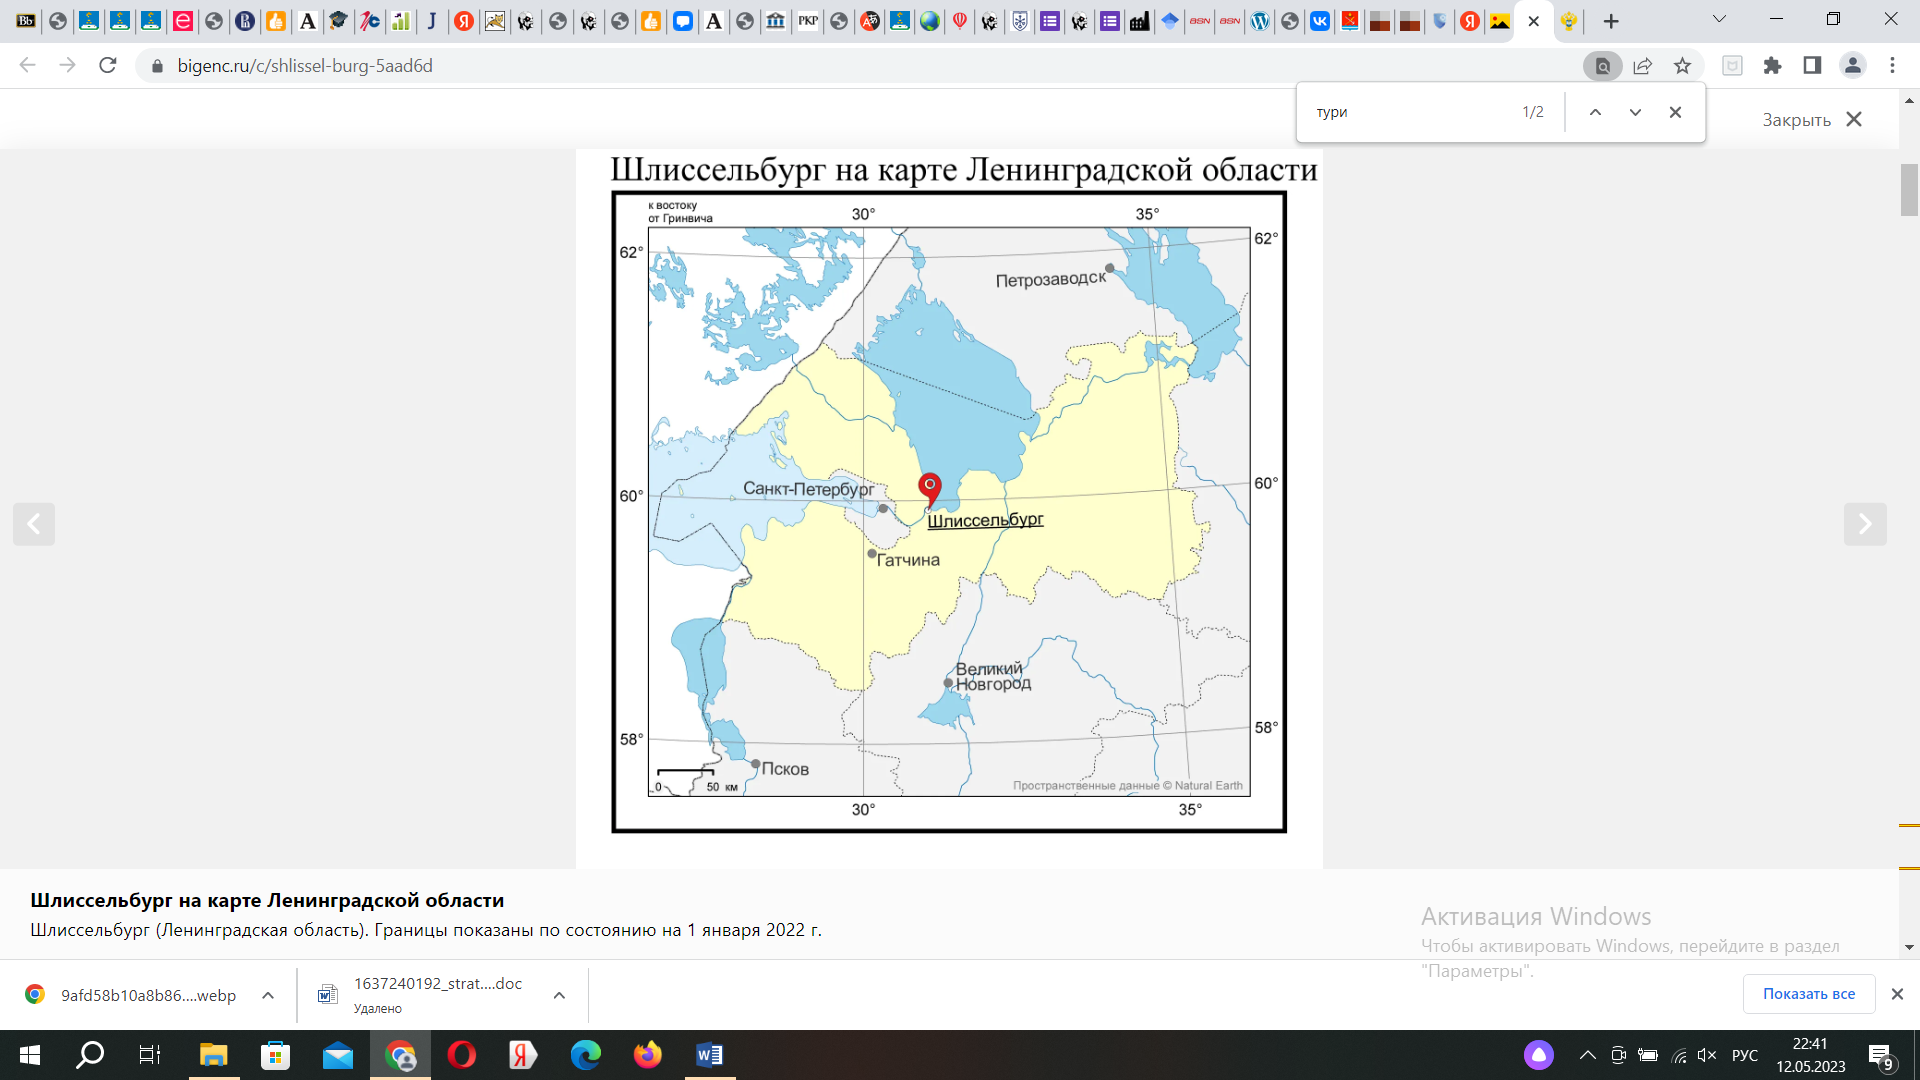 bigenc.ru/c/shlissel-burg-5aad6d
тури
1/2
Закрыть
Шлиссельбург на карте Ленинградской области
к востоку
от Гринвича
30°
35°
62°
62°
Петрозаводск
Санкт-Петербург
60°
60°
Шлиссельбург
Гатчина
Великий
Новгород
58°
58°
Псков
0 50 км
Пространственные данные © Natural Earth
30°
35°
Шлиссельбург на карте Ленинградской области
Шлиссельбург (Ленинградская область). Границы показаны по состоянию на 1 января 2022 г.
Активация Windows
Чтобы активировать Windows, перейдите в раздел
"Параметры".
9afd58b10a8b86....webp
1637240192_strat....doc
Удалено
Показать все
РУС
22:41
12.05.2023
9